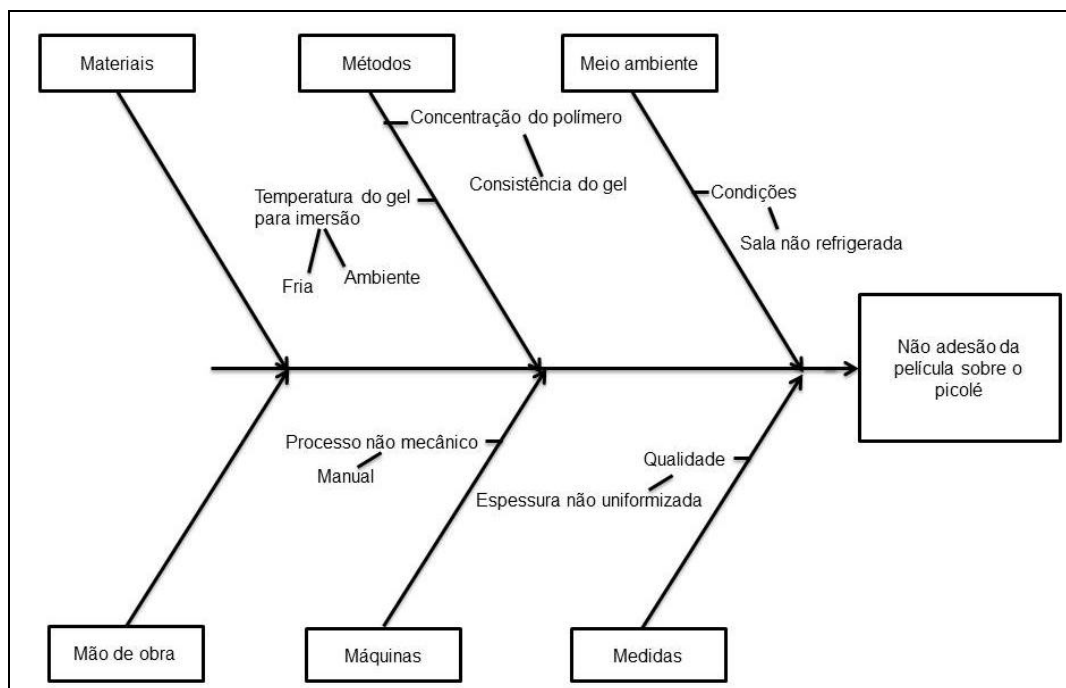 Materiais
Métodos
Meio ambiente
Concentração do polímero
Consistência do gel
Temperatura do gel
para imersão
Fria
Ambiente
Condições
Sala não refrigerada
Não adesão da
película sobre o
picolé
Processo não mecânico
Manual
Qualidade
Espessura não uniformizada
Mão de obra
Máquinas
Medidas